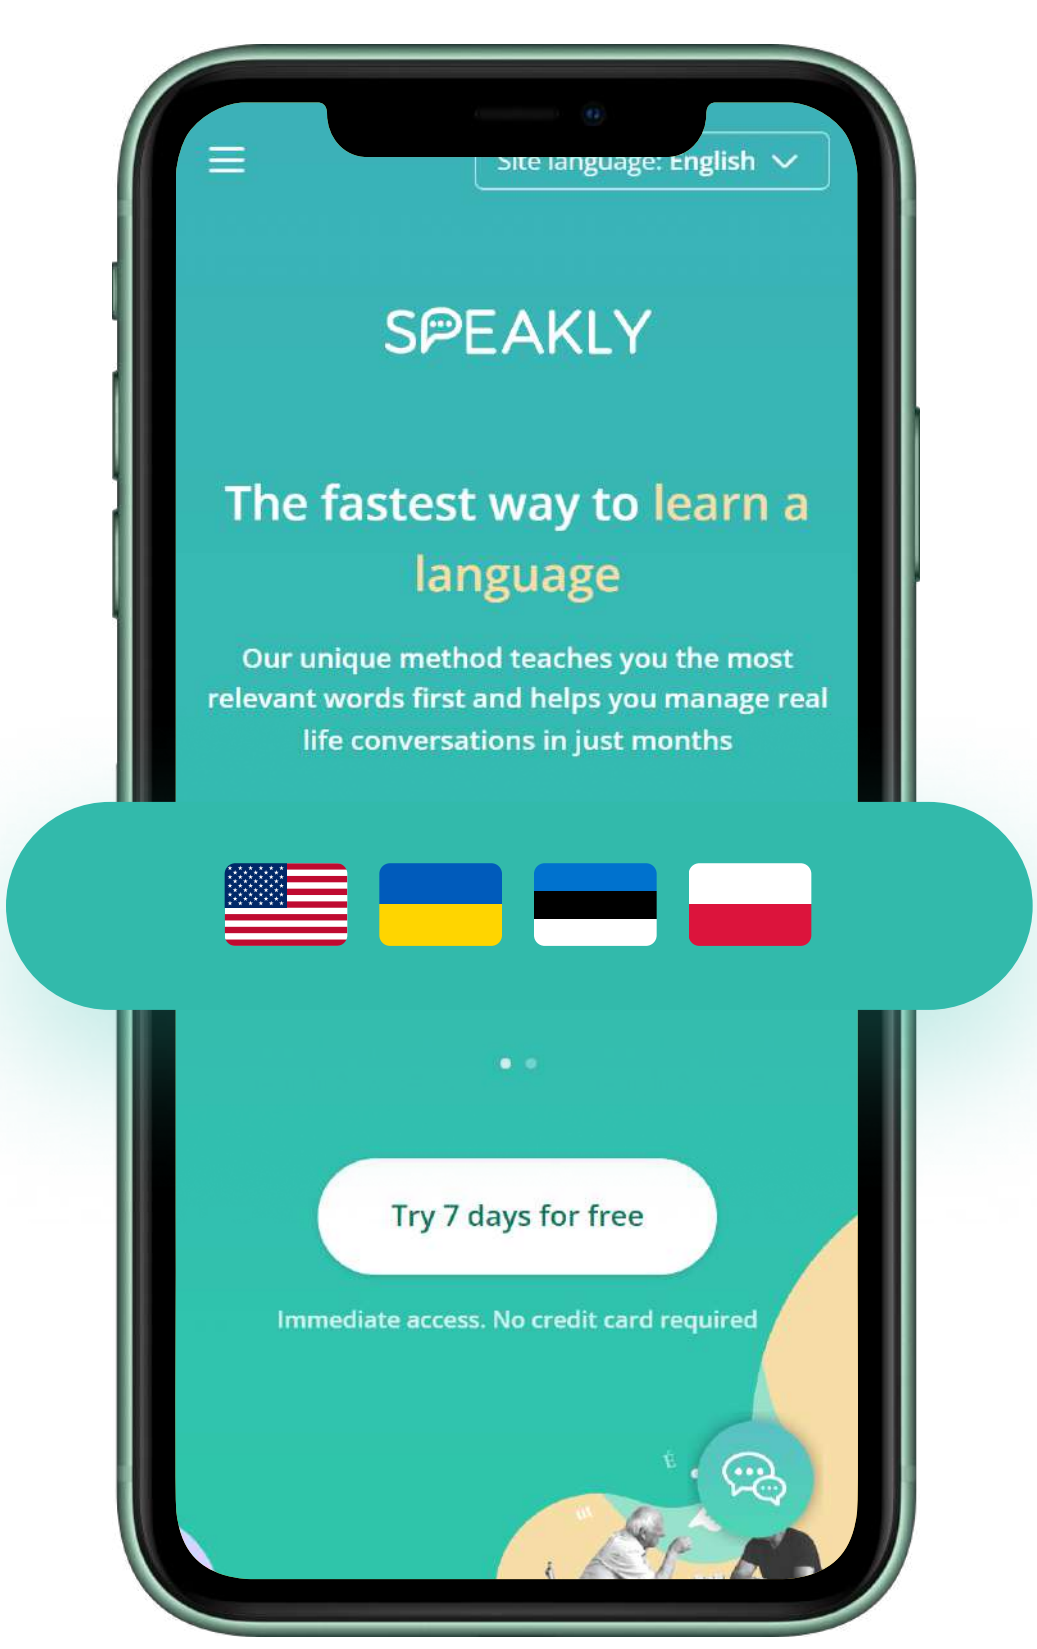 Site language: English
SPEAKLY
The fastest way to learn a
language
Our unique method teaches you the most
relevant words first and helps you manage real
life conversations in just months
Try 7 days for free
Immediate access. No credit card required
É